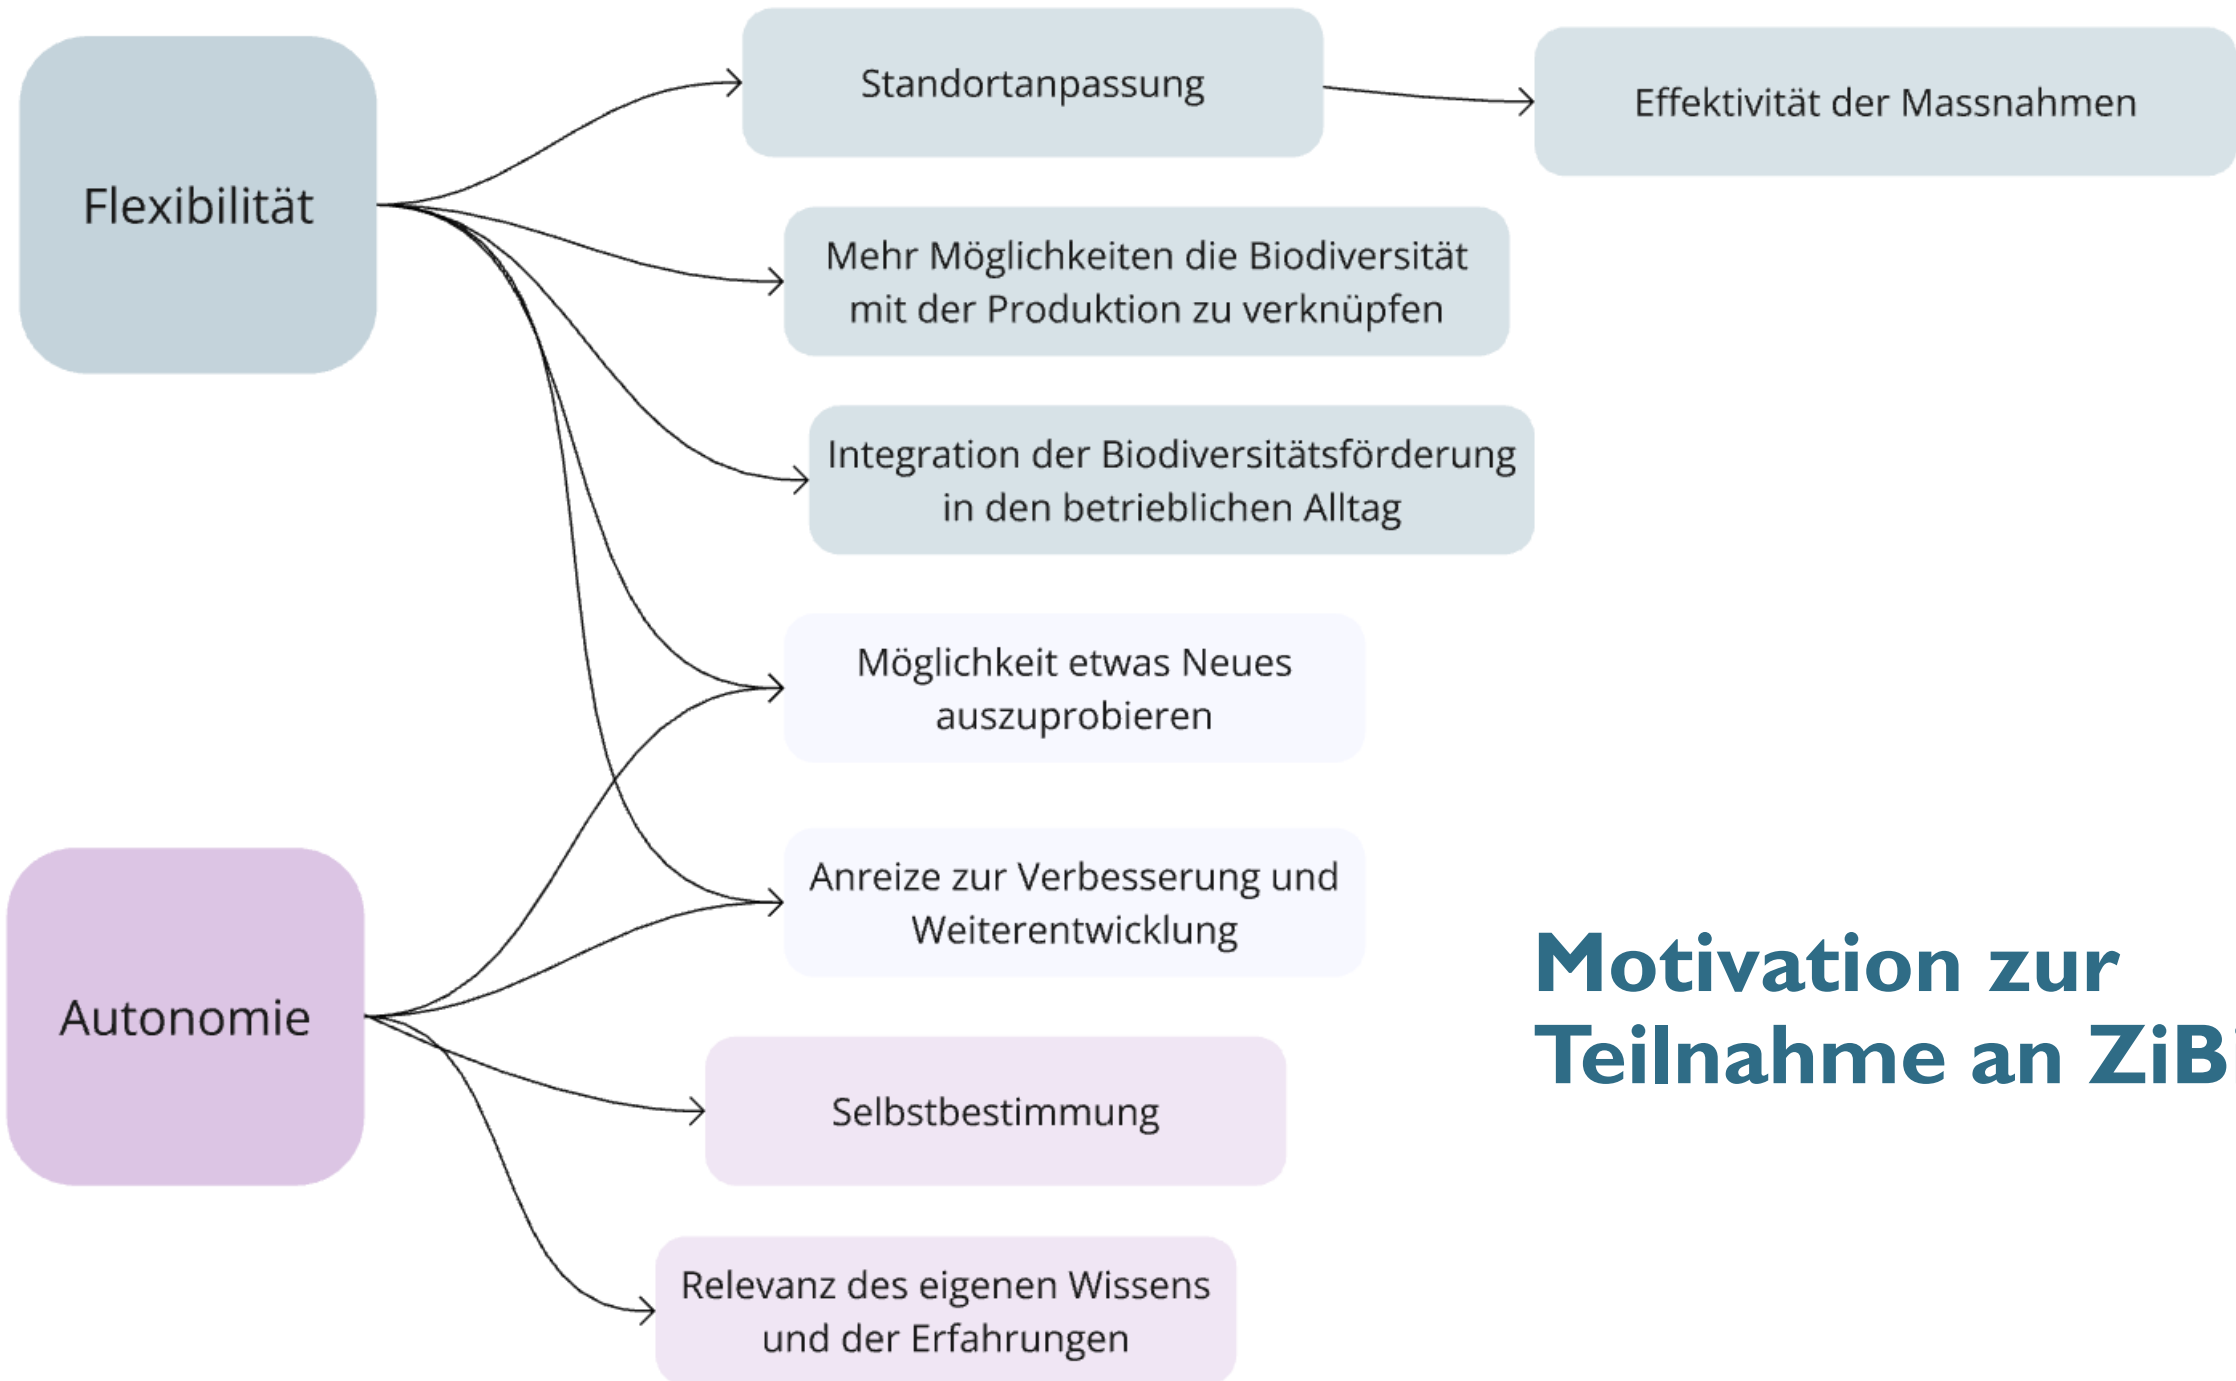 Flexibilität
Standortanpassung
Effektivität der Massnahmen
Mehr Möglichkeiten die Biodiversität
mit der Produktion zu verknüpfen
Integration der Biodiversitätsförderung
in den betrieblichen Alltag
Möglichkeit etwas Neues
auszuprobieren
Anreize zur Verbesserung und
Weiterentwicklung
Autonomie
Selbstbestimmung
Relevanz des eigenen Wissens
und der Erfahrungen
Motivation zur
Teilnahme an